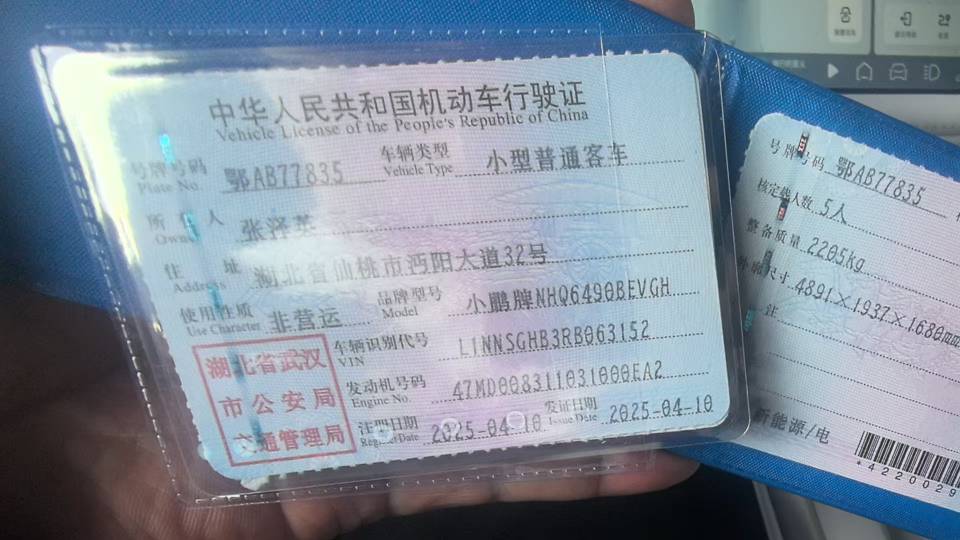 中华人民共和国机动车行驶证
Vehicle License of the People's Republic of China
号牌号码 鄂AB77835 车辆类型 小型普通客车
Plate No. Vehicle Type
所有人 张泽英
Owner
住址 湖北省仙桃市沔阳大道32号
Address
使用性质 非营运 品牌型号 小鹏牌NHQ6490BEVGH
Use Character Model
湖北省武汉
市公安局
交通管理局
车辆识别代号 L1NNSGHB3RB063152
VIN
发动机号码 47MD008311031000EA2
Engine No.
注册日期 2025-04-10 发证日期 2025-04-10
Register Date Issue Date
号牌号码 鄂AB77835
核定载人数 5人
整备质量 2205kg
外廓尺寸 4891×1937×1680
注
新能源/电
*4220029